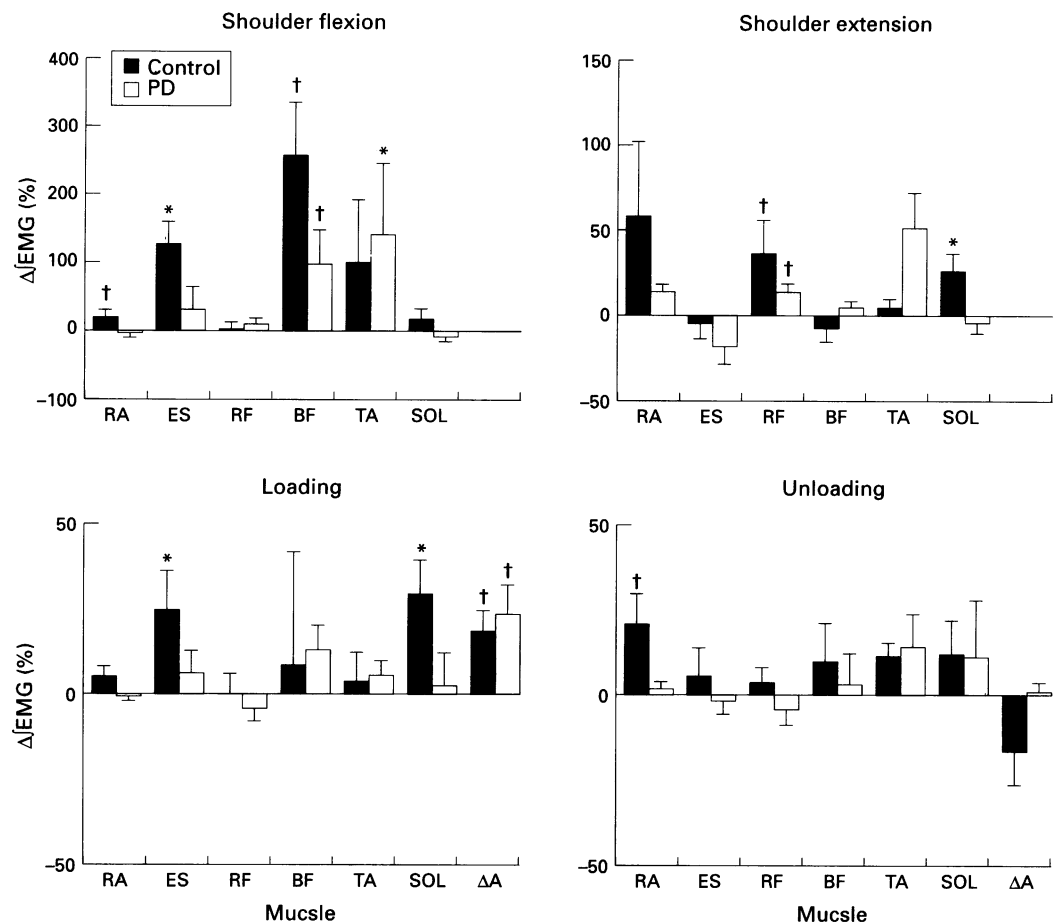 Shoulder flexion
400
300
200
100
0
−100
Δ∫EMG (%)
Control
PD
†
*
†
†
*
RA ES RF BF TA SOL
Shoulder extension
150
100
50
0
−50
†
†
*
RA ES RF BF TA SOL
Loading
50
0
−50
Δ∫EMG (%)
*
*
†
†
RA ES RF BF TA SOL ΔA
Mucsle
Unloading
50
0
−50
†
RA ES RF BF TA SOL ΔA
Mucsle